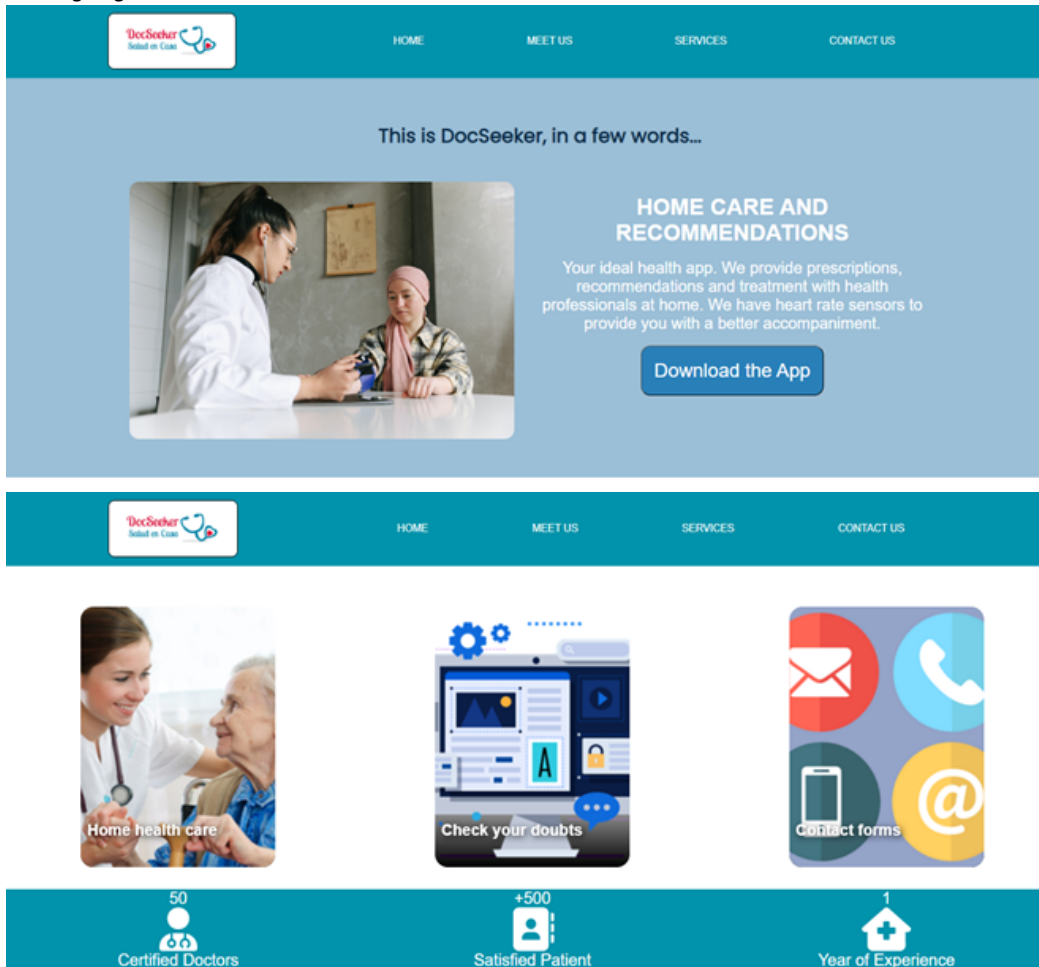 DocSeeker
Salud en Casa
HOME
MEET US
SERVICES
CONTACT US
This is DocSeeker, in a few words...
HOME CARE AND
RECOMMENDATIONS
Your ideal health app. We provide prescriptions,
recommendations and treatment with health
professionals at home. We have heart rate sensors to
provide you with a better accompaniment.
Download the App
DocSeeker
Salud en Casa
HOME
MEET US
SERVICES
CONTACT US
A
@
Home health care
Check your doubts
Contact forms
50
+500
1
Certified Doctors
Satisfied Patient
Year of Experience